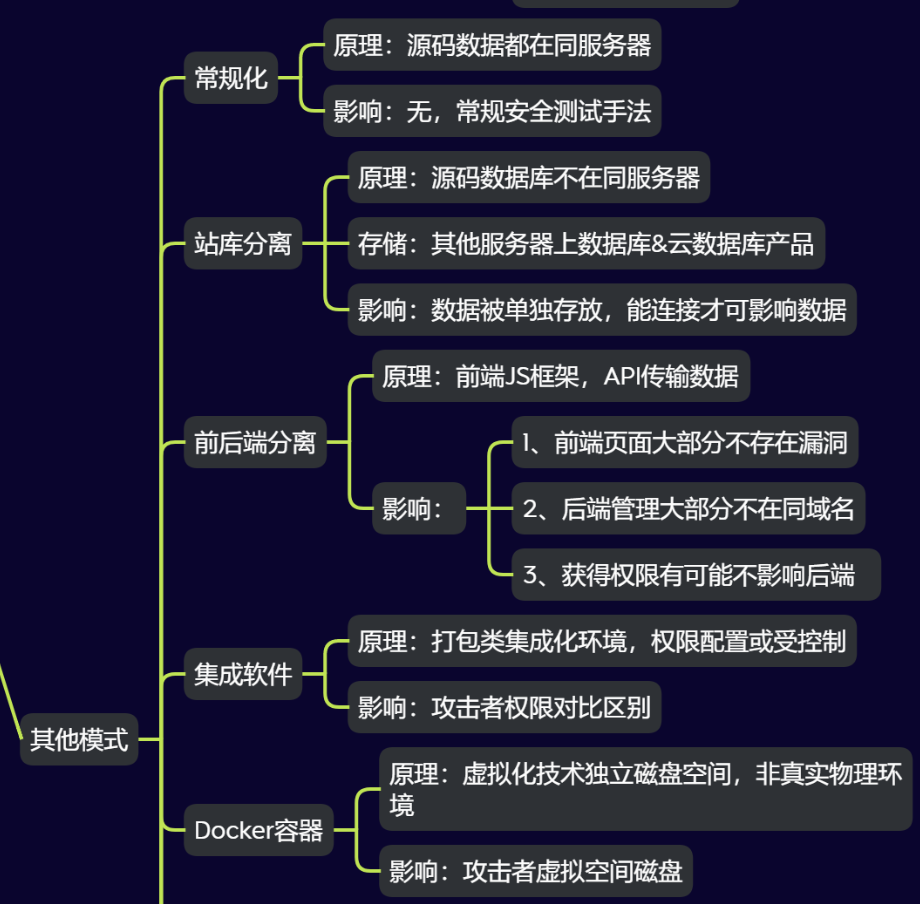 常规化
原理：源码数据都在同服务器
影响：无，常规安全测试手法
站库分离
原理：源码数据库不在同服务器
存储：其他服务器上数据库&云数据库产品
影响：数据被单独存放，能连接才可影响数据
前后端分离
原理：前端JS框架，API传输数据
影响：
1、前端页面大部分不存在漏洞
2、后端管理大部分不在同域名
3、获得权限有可能不影响后端
集成软件
原理：打包类集成化环境，权限配置或受控制
影响：攻击者权限对比区别
其他模式
Docker容器
原理：虚拟化技术独立磁盘空间，非真实物理环
境
影响：攻击者虚拟空间磁盘